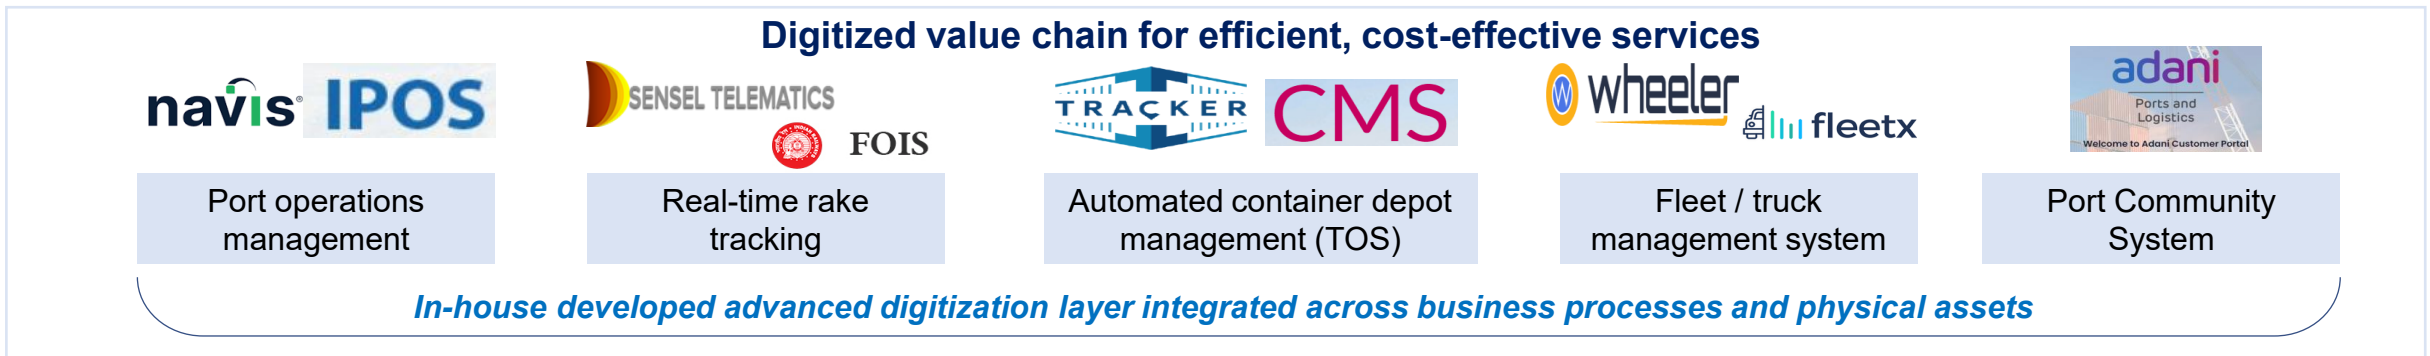 Digitized value chain for efficient, cost-effective services
navis IPOS
SENSEL TELEMATICS
FOIS
TRACKER
CMS
wheeler
fleetx
adani
Ports and
Logistics
Welcome to Adani Customer Portal
Port operations
management
Real-time rake
tracking
Automated container depot
management (TOS)
Fleet / truck
management system
Port Community
System
In-house developed advanced digitization layer integrated across business processes and physical assets